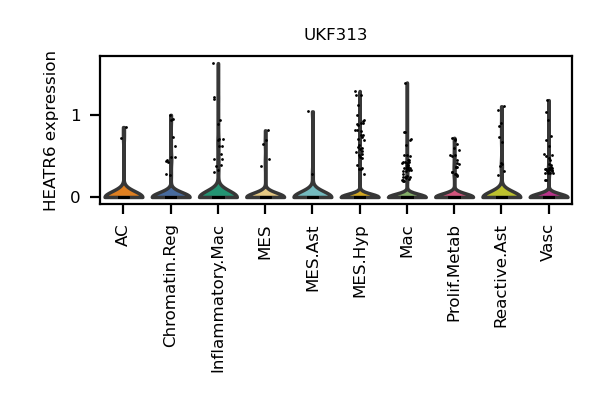 UKF313
HEATR6 expression
1
0
AC
Chromatin.Reg
Inflammatory.Mac
MES
MES.Ast
MES.Hyp
Mac
Prolif.Metab
Reactive.Ast
Vasc